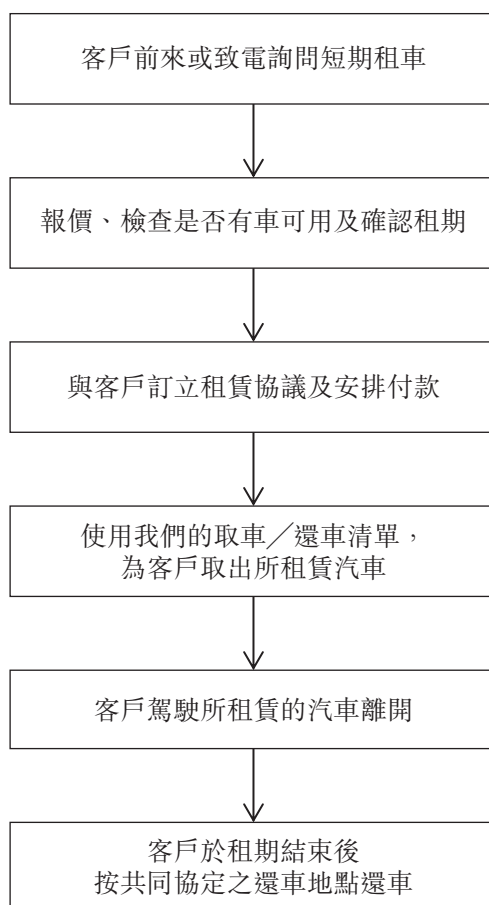 客戶前來或致電詢問短期租車
報價、檢查是否有車可用及確認租期
與客戶訂立租賃協議及安排付款
使用我們的取車╱還車清單，
為客戶取出所租賃汽車
客戶駕駛所租賃的汽車離開
客戶於租期結束後
按共同協定之還車地點還車